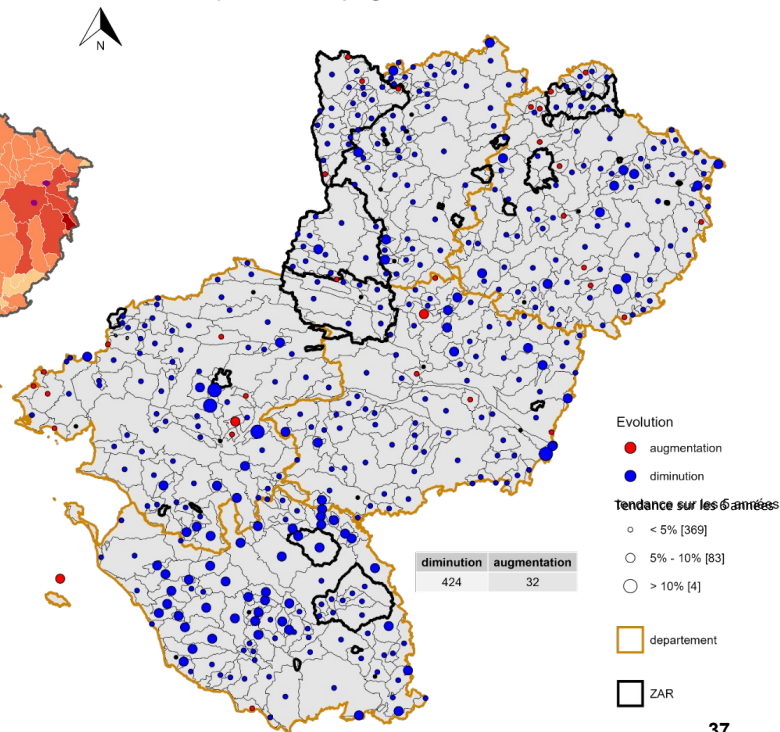 N
Evolution
augmentation
diminution
Tendance sur les 6 années
< 5% [369]
5% - 10% [83]
> 10% [4]
diminution augmentation
424 32
departement
ZAR
37